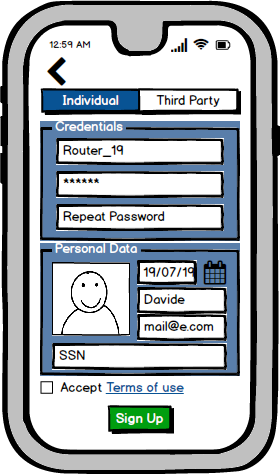 12:59 AM
Individual
Third Party
Credentials
Router_19
******
Repeat Password
Personal Data
19/07/19
Davide
mail@e.com
SSN
Accept Terms of use
Sign Up